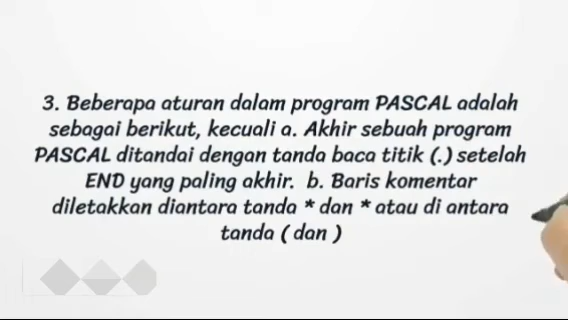 3. Beberapa aturan dalam program PASCAL adalah
sebagai berikut, kecuali a. Akhir sebuah program
PASCAL ditandai dengan tanda baca titik (.) setelah
END yang paling akhir.  b. Baris komentar
diletakkan diantara tanda * dan * atau di antara
tanda ( dan )